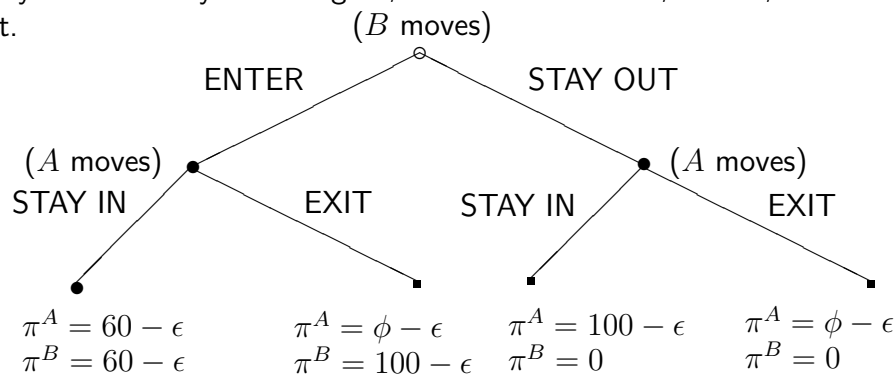 t.
(B moves)
ENTER STAY OUT
(A moves) (A moves)
STAY IN EXIT STAY IN EXIT
π^A = 60 − ϵ π^A = ϕ − ϵ π^A = 100 − ϵ π^A = ϕ − ϵ
π^B = 60 − ϵ π^B = 100 − ϵ π^B = 0 π^B = 0